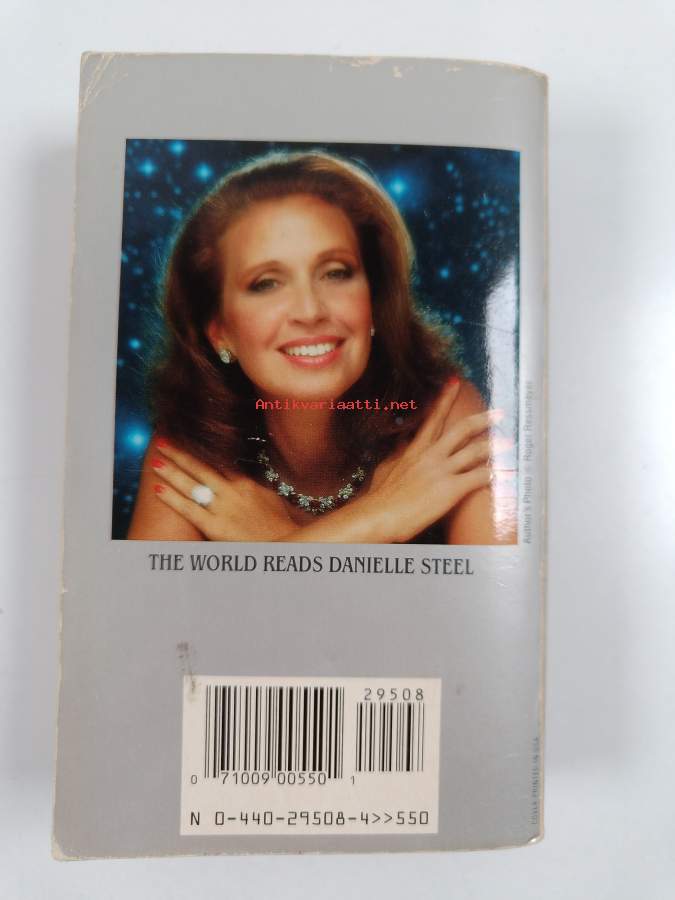 Antikvariaatti.net
Author's Photo © Roger Ressmeyer
THE WORLD READS DANIELLE STEEL
29508
0 71009 00550 1
N 0-440-29508-4>>550
COVER PRINTED IN USA